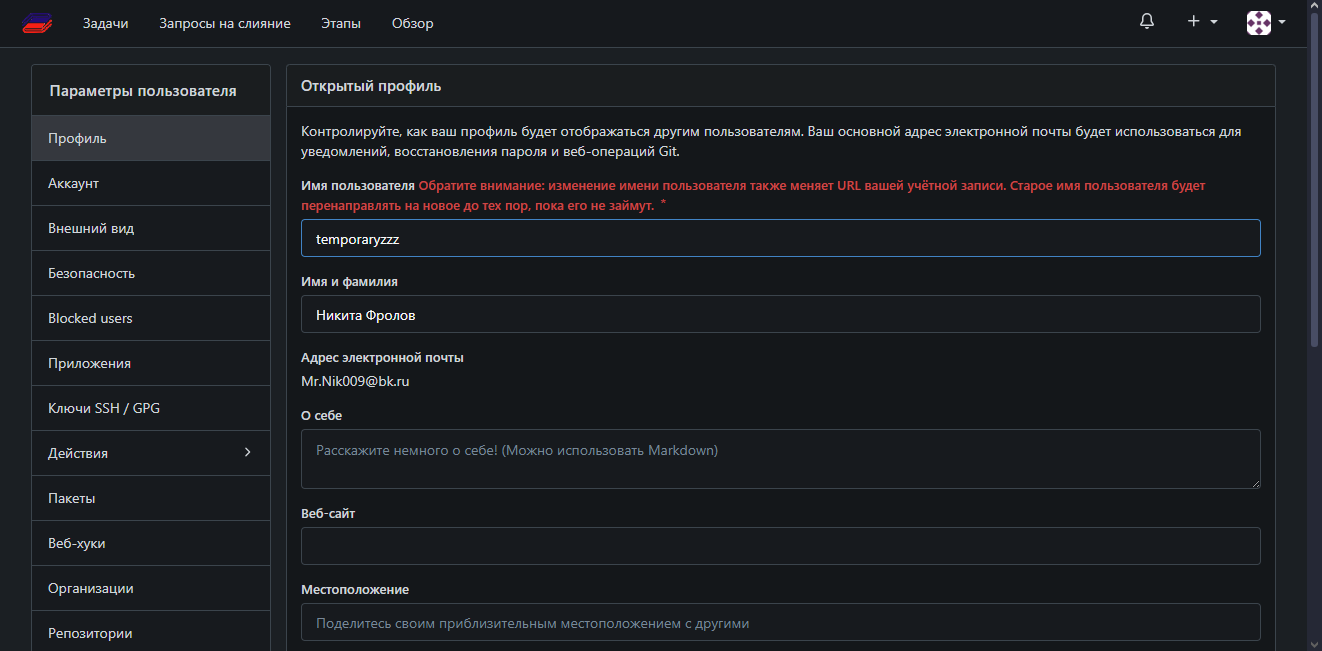 Задачи Запросы на слияние Этапы Обзор
Параметры пользователя
Профиль
Аккаунт
Внешний вид
Безопасность
Blocked users
Приложения
Ключи SSH / GPG
Действия
Пакеты
Веб-хуки
Организации
Репозитории
Открытый профиль
Контролируйте, как ваш профиль будет отображаться другим пользователям. Ваш основной адрес электронной почты будет использоваться для
уведомлений, восстановления пароля и веб-операций Git.
Имя пользователя Обратите внимание: изменение имени пользователя также меняет URL вашей учётной записи. Старое имя пользователя будет
перенаправлять на новое до тех пор, пока его не займут. *
temporaryzzz
Имя и фамилия
Никита Фролов
Адрес электронной почты
Mr.Nik009@bk.ru
О себе
Расскажите немного о себе! (Можно использовать Markdown)
Веб-сайт
Местоположение
Поделитесь своим приблизительным местоположением с другими